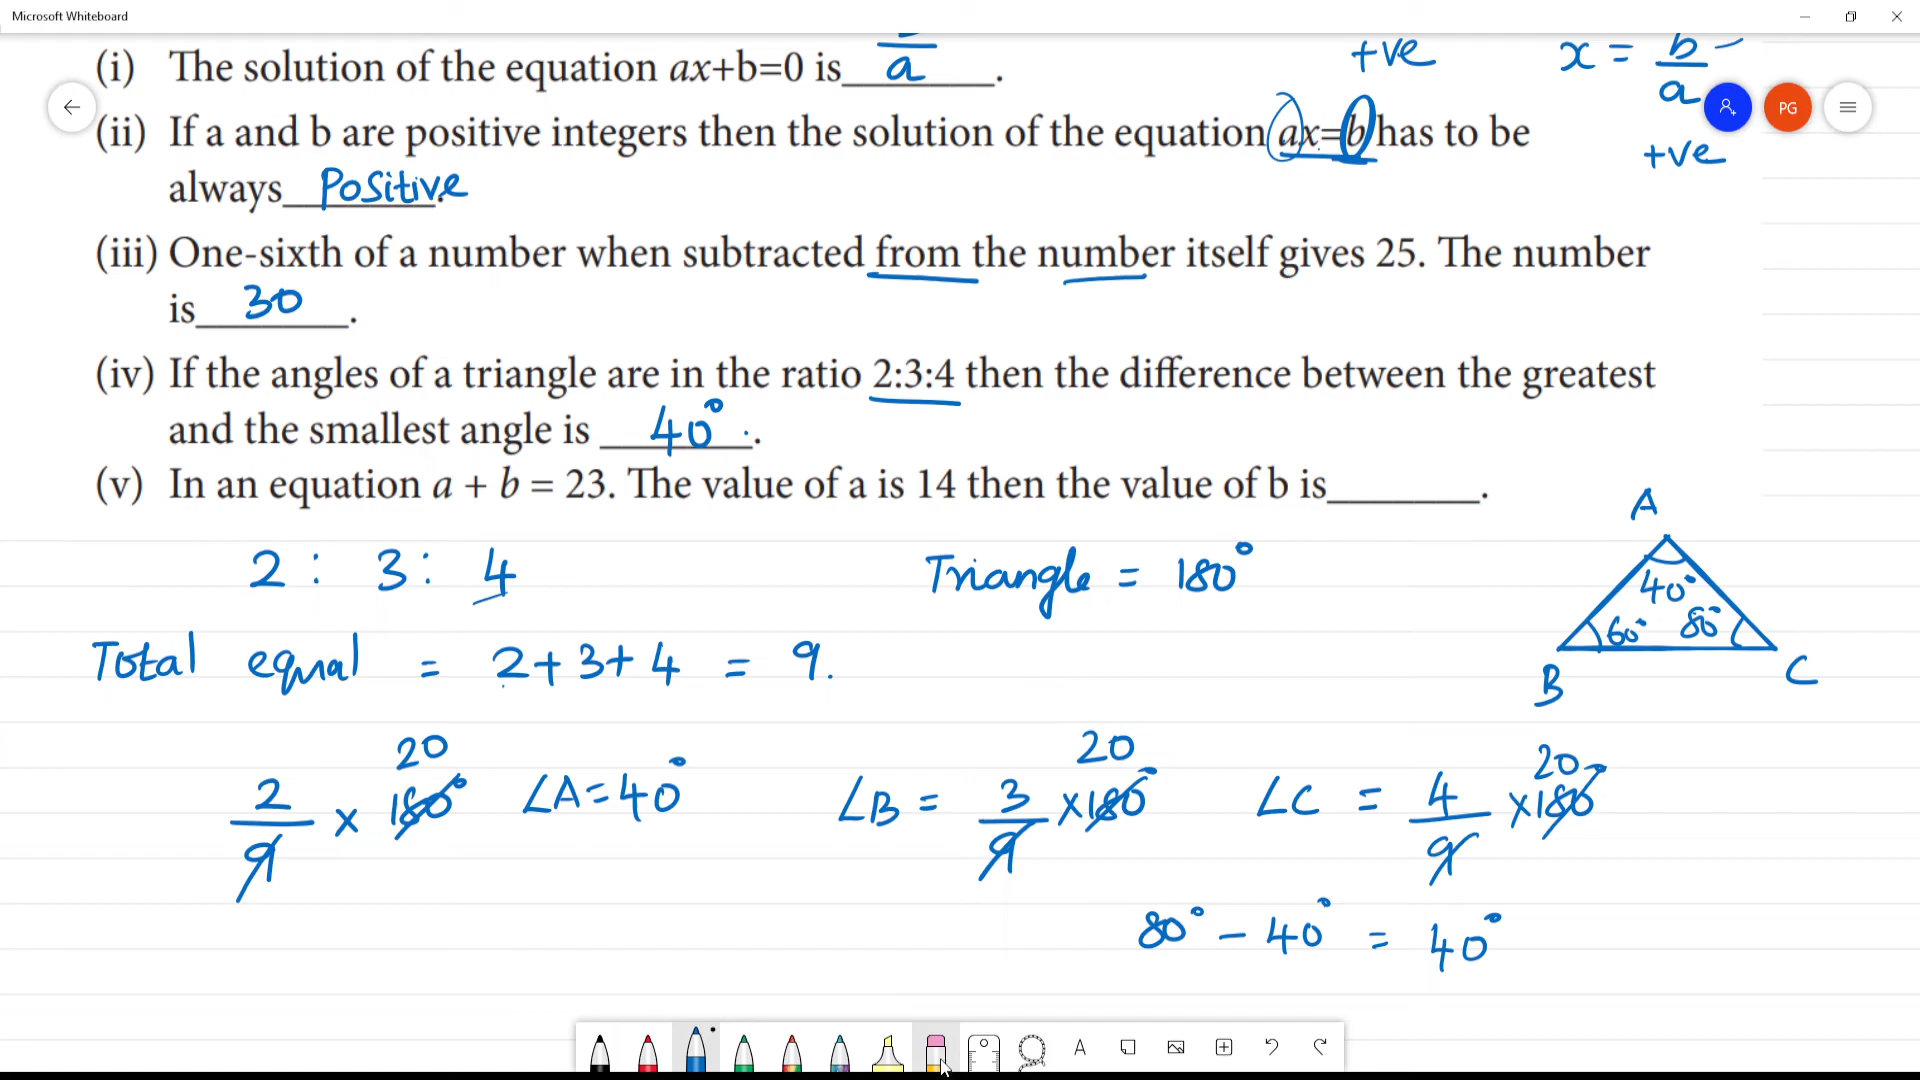 Microsoft Whiteboard
(i) The solution of the equation ax+b=0 is a.
+ve
x = b/a
+ve
PG
(ii) If a and b are positive integers then the solution of the equation ax=b has to be
always Positive.
(iii) One-sixth of a number when subtracted from the number itself gives 25. The number
is 30.
(iv) If the angles of a triangle are in the ratio 2:3:4 then the difference between the greatest
and the smallest angle is 40°.
(v) In an equation a + b = 23. The value of a is 14 then the value of b is________.
2 : 3 : 4
Triangle = 180°
A
40°
60° 80°
B C
Total equal = 2+3+4 = 9.
20 20 20
2/9 × 180° ∠A=40° ∠B = 3/9 ×180° ∠C = 4/9 ×180°
80° – 40° = 40°
A